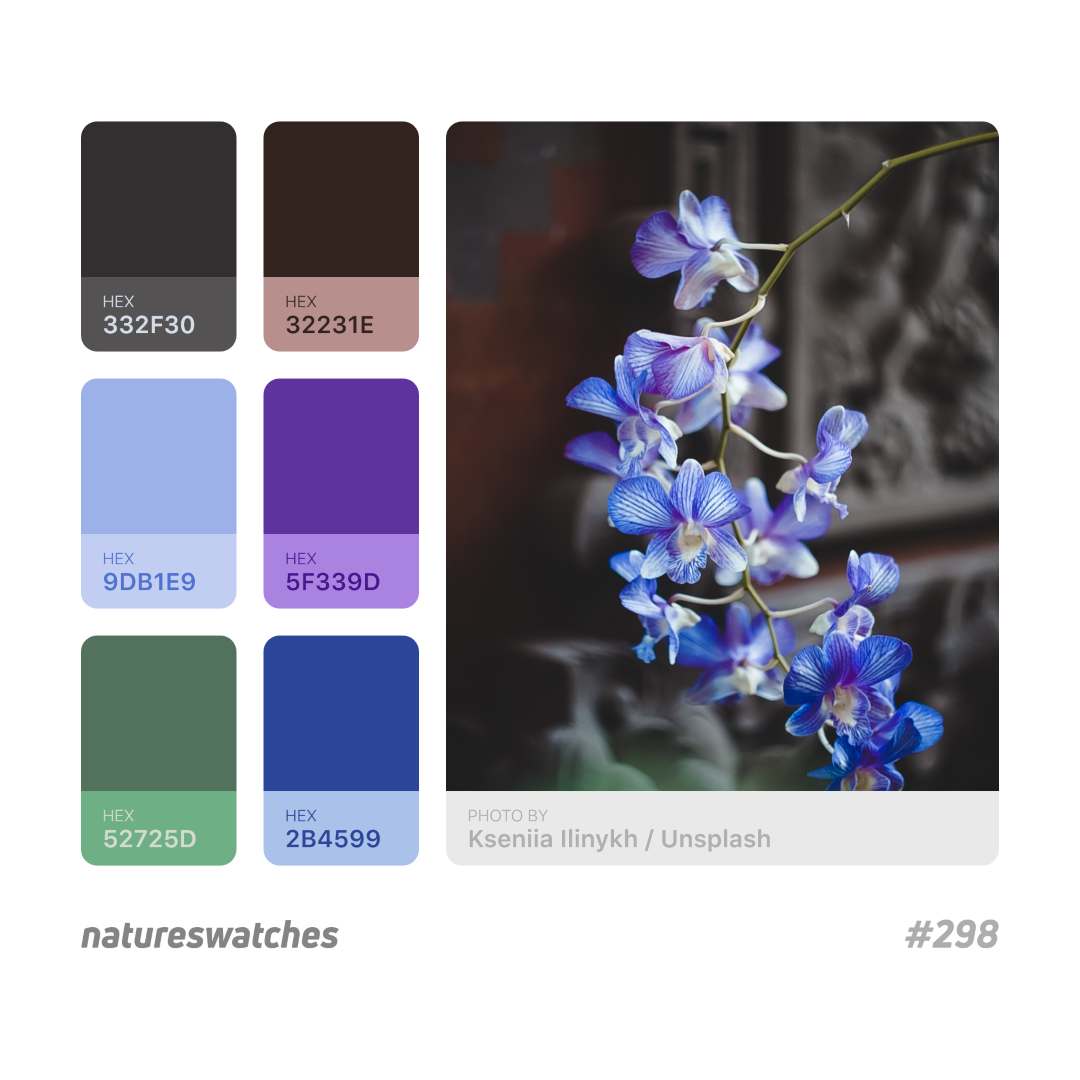 HEX
332F30
HEX
32231E
HEX
9DB1E9
HEX
5F339D
HEX
52725D
HEX
2B4599
PHOTO BY
Kseniia Ilinykh / Unsplash
natureswatches
#298